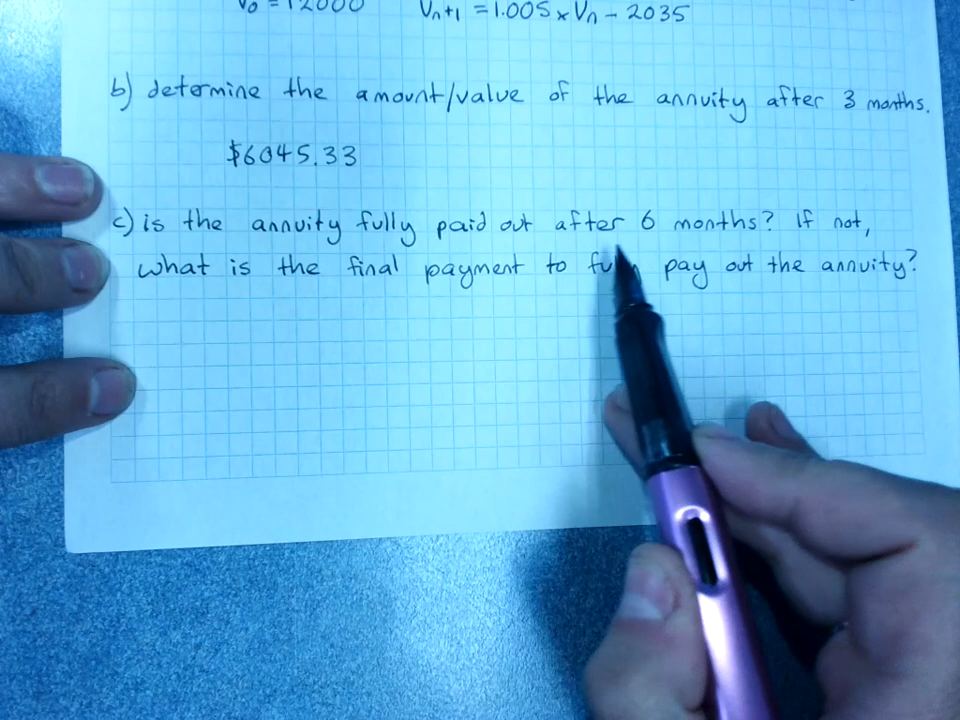 V0 = 12000 Vn+1 = 1.005 x Vn - 2035
b) determine the amount/value of the annuity after 3 months.
$6045.33
c) is the annuity fully paid out after 6 months? If not,
what is the final payment to pay out the annuity?